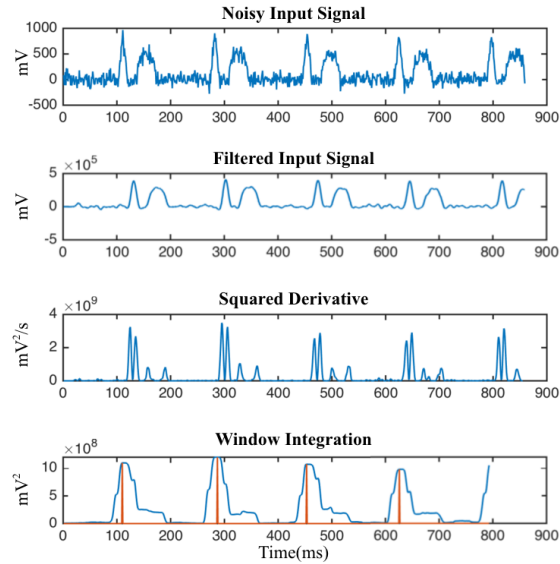 Noisy Input Signal
1000
500
0
-500
mV
0 100 200 300 400 500 600 700 800 900
Filtered Input Signal
×10⁵
5
0
-5
mV
0 100 200 300 400 500 600 700 800 900
Squared Derivative
×10⁹
4
2
0
mV²/s
0 100 200 300 400 500 600 700 800 900
Window Integration
×10⁸
10
5
0
mV²
0 100 200 300 400 500 600 700 800 900
Time(ms)